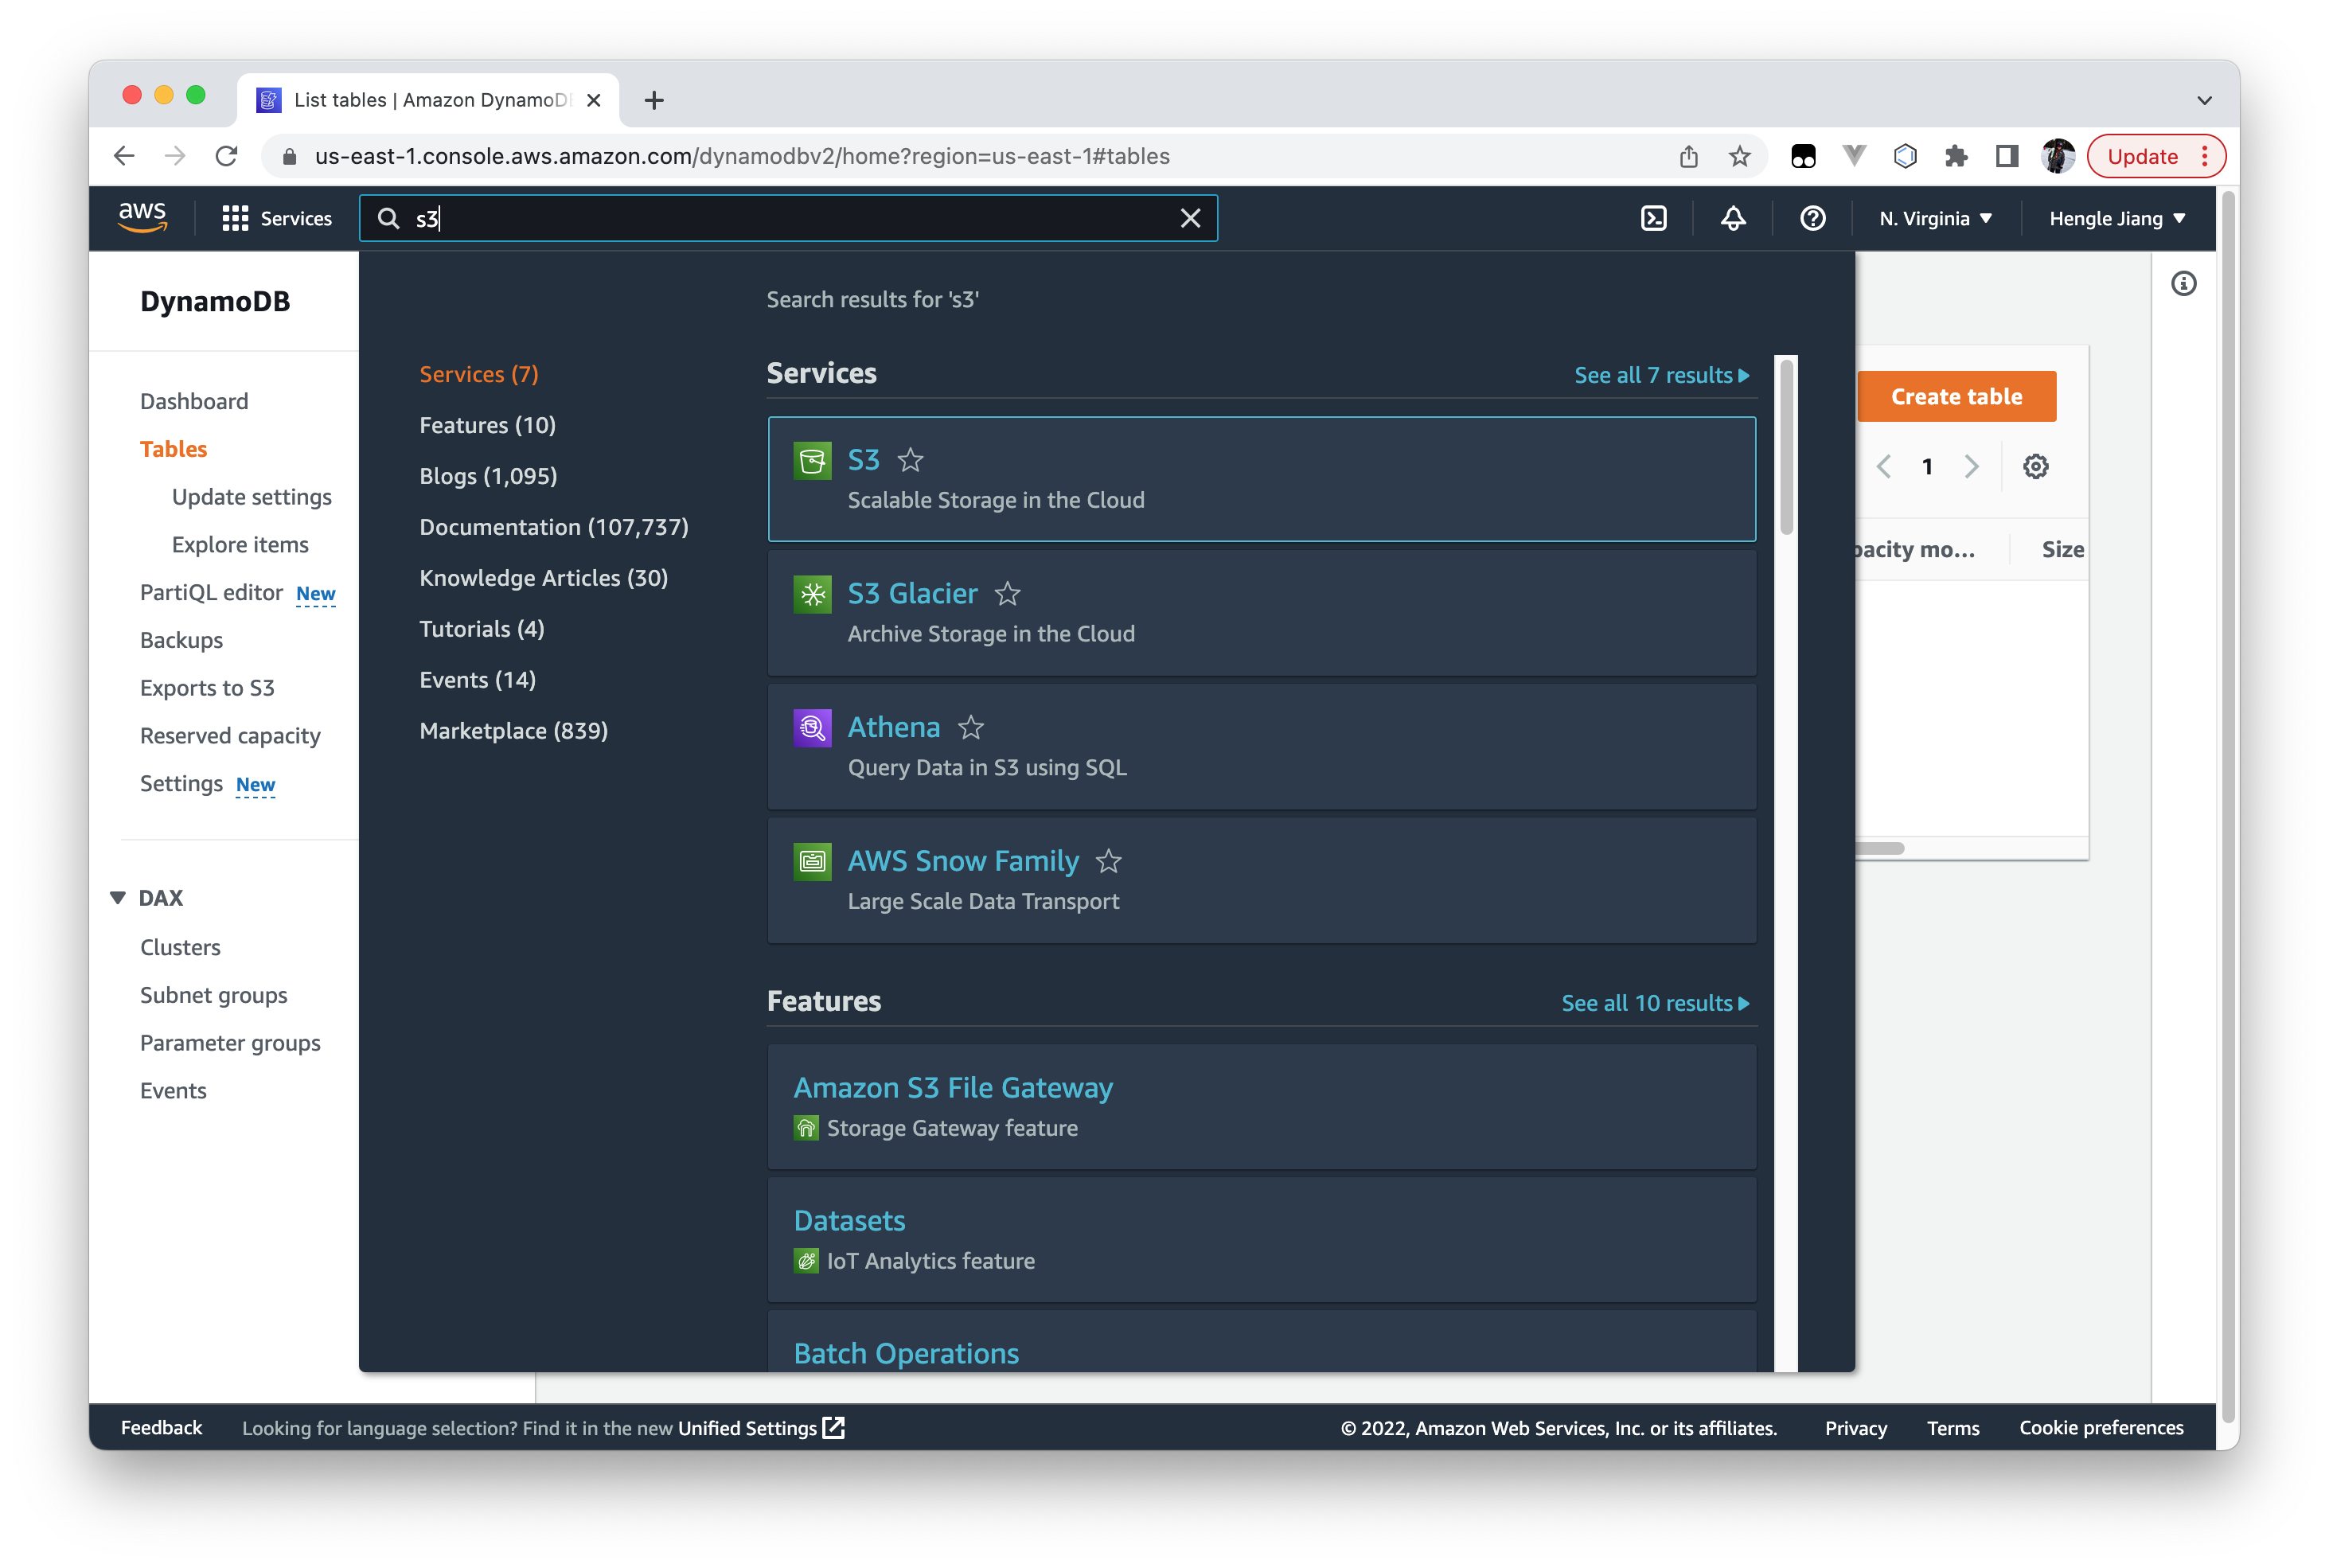 List tables | Amazon DynamoD
us-east-1.console.aws.amazon.com/dynamodbv2/home?region=us-east-1#tables
Update
aws
Services
s3
N. Virginia
Hengle Jiang
DynamoDB
Dashboard
Tables
Update settings
Explore items
PartiQL editor New
Backups
Exports to S3
Reserved capacity
Settings New
DAX
Clusters
Subnet groups
Parameter groups
Events
Search results for 's3'
Services (7)
Features (10)
Blogs (1,095)
Documentation (107,737)
Knowledge Articles (30)
Tutorials (4)
Events (14)
Marketplace (839)
Services
See all 7 results
S3
Scalable Storage in the Cloud
S3 Glacier
Archive Storage in the Cloud
Athena
Query Data in S3 using SQL
AWS Snow Family
Large Scale Data Transport
Features
See all 10 results
Amazon S3 File Gateway
Storage Gateway feature
Datasets
IoT Analytics feature
Batch Operations
Create table
1
pacity mo...
Size
Feedback
Looking for language selection? Find it in the new Unified Settings
© 2022, Amazon Web Services, Inc. or its affiliates.
Privacy
Terms
Cookie preferences